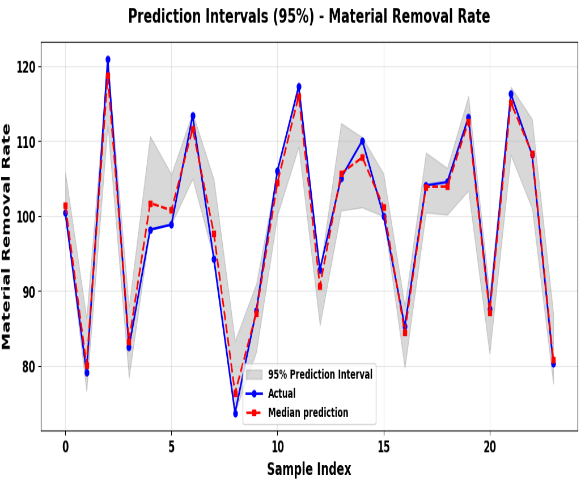 Prediction Intervals (95%) - Material Removal Rate
120
110
100
90
80
Material Removal Rate
95% Prediction Interval
Actual
Median prediction
0 5 10 15 20
Sample Index